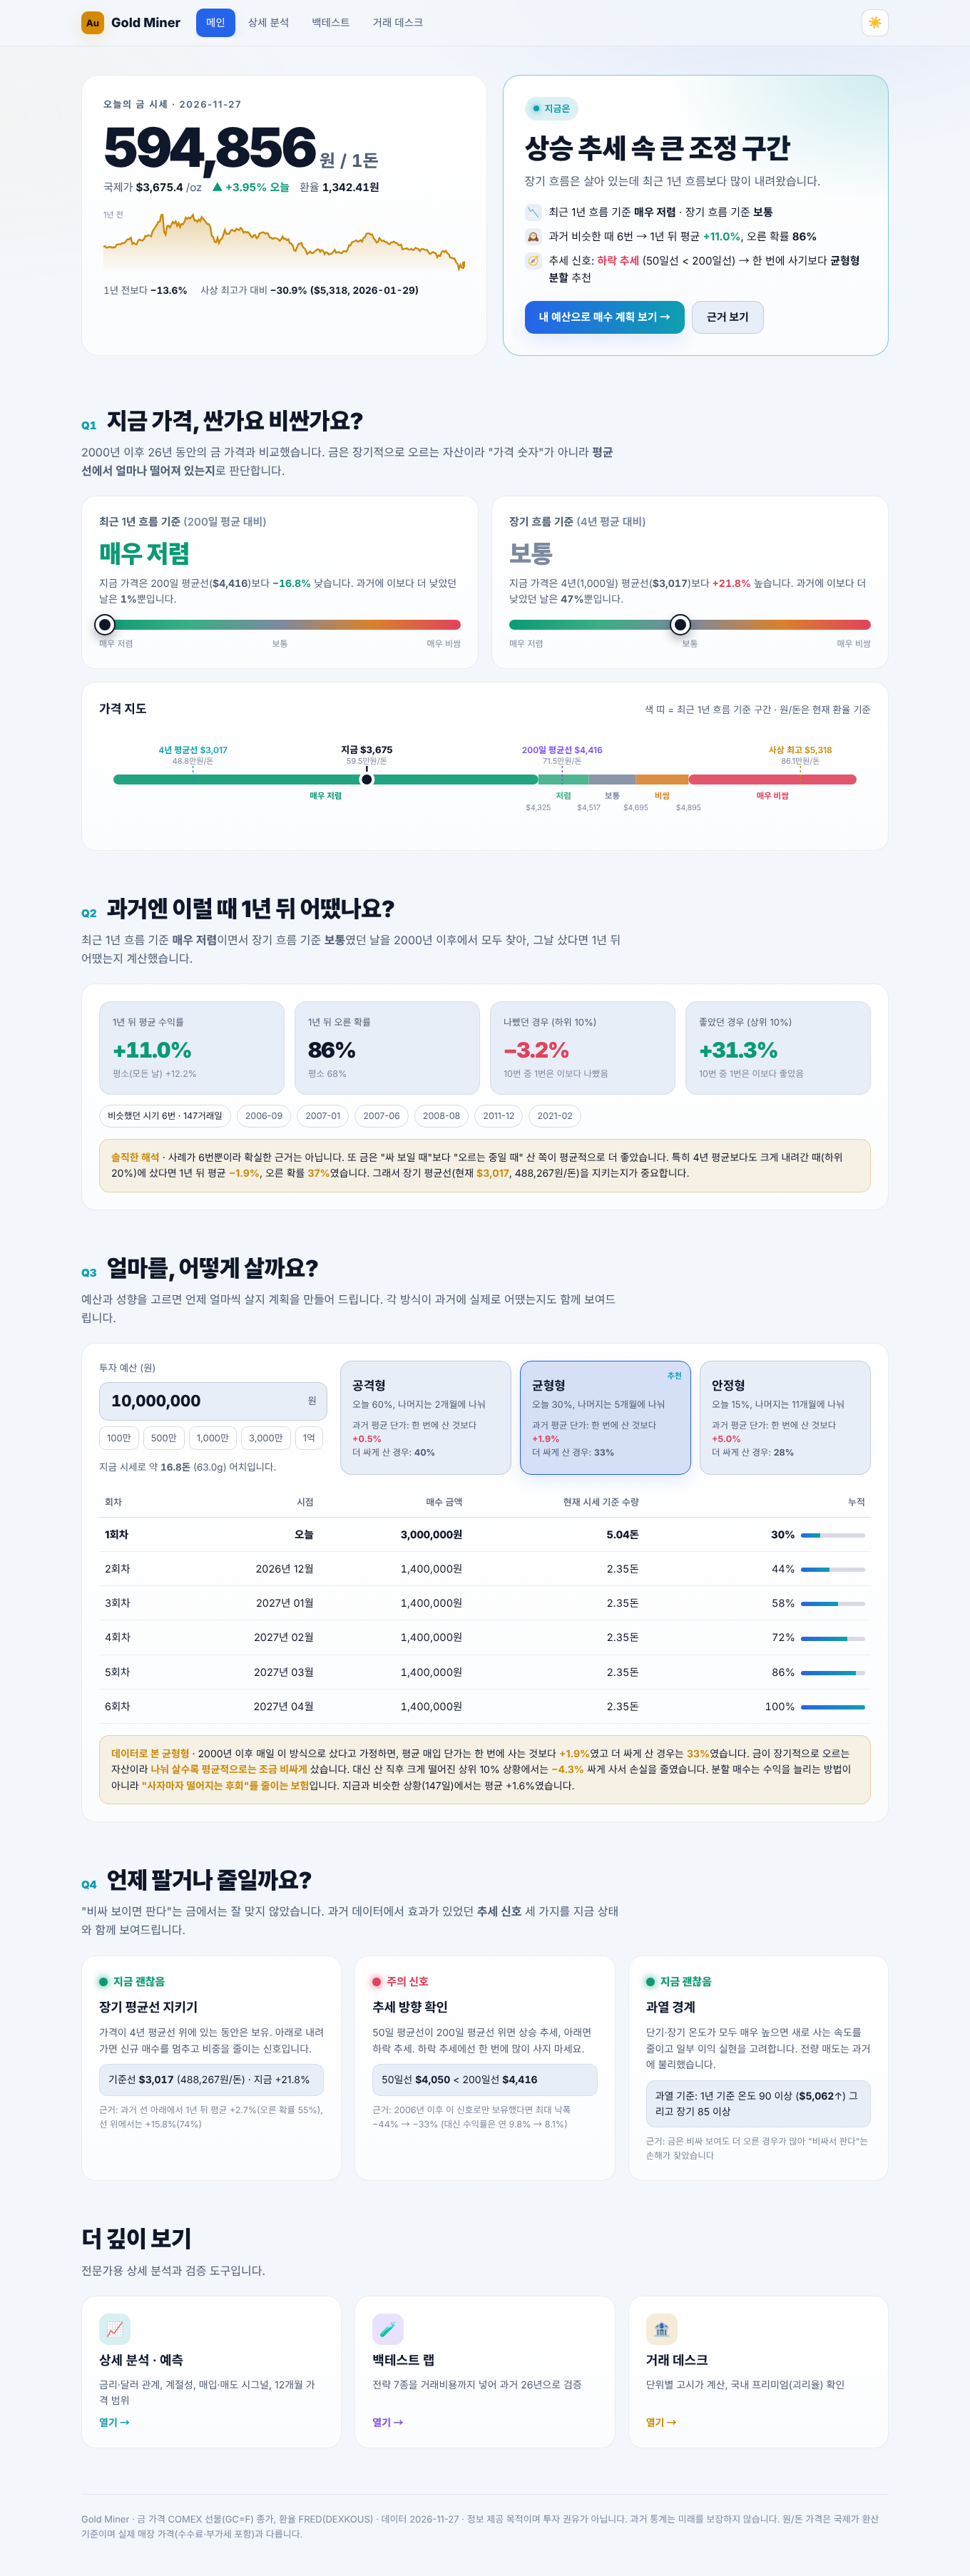 Au Gold Miner 메인 상세 분석 백테스트 거래 데스크
오늘의 금 시세 · 2026-11-27
594,856원 / 1돈
국제가 $3,675.4 /oz ▲ +3.95% 오늘 환율 1,342.41원
1년 전
1년 전보다 −13.6% 사상 최고가 대비 −30.9% ($5,318, 2026-01-29)
지금은
상승 추세 속 큰 조정 구간
장기 흐름은 살아 있는데 최근 1년 흐름보다 많이 내려왔습니다.
최근 1년 흐름 기준 매우 저렴 · 장기 흐름 기준 보통
과거 비슷한 때 6번 → 1년 뒤 평균 +11.0%, 오른 확률 86%
추세 신호: 하락 추세 (50일선 < 200일선) → 한 번에 사기보다 균형형
분할 추천
내 예산으로 매수 계획 보기 → 근거 보기
Q1 지금 가격, 싼가요 비싼가요?
2000년 이후 26년 동안의 금 가격과 비교했습니다. 금은 장기적으로 오르는 자산이라 "가격 숫자"가 아니라 평균
선에서 얼마나 떨어져 있는지로 판단합니다.
최근 1년 흐름 기준 (200일 평균 대비)
매우 저렴
지금 가격은 200일 평균선($4,416)보다 −16.8% 낮습니다. 과거에 이보다 더 낮았던
날은 1%뿐입니다.
매우 저렴 보통 매우 비쌈
장기 흐름 기준 (4년 평균 대비)
보통
지금 가격은 4년(1,000일) 평균선($3,017)보다 +21.8% 높습니다. 과거에 이보다 더
낮았던 날은 47%뿐입니다.
매우 저렴 보통 매우 비쌈
가격 지도 색 띠 = 최근 1년 흐름 기준 구간 · 원/돈은 현재 환율 기준
4년 평균선 $3,017 지금 $3,675 200일 평균선 $4,416 사상 최고 $5,318
48.8만원/돈 59.5만원/돈 71.5만원/돈 86.1만원/돈
매우 저렴 저렴 보통 비쌈 매우 비쌈
$4,325 $4,517 $4,695 $4,895
Q2 과거엔 이럴 때 1년 뒤 어땠나요?
최근 1년 흐름 기준 매우 저렴이면서 장기 흐름 기준 보통였던 날을 2000년 이후에서 모두 찾아, 그날 샀다면 1년 뒤
어땠는지 계산했습니다.
1년 뒤 평균 수익률
+11.0%
평소(모든 날) +12.2%
1년 뒤 오른 확률
86%
평소 68%
나빴던 경우 (하위 10%)
−3.2%
10번 중 1번은 이보다 나빴음
좋았던 경우 (상위 10%)
+31.3%
10번 중 1번은 이보다 좋았음
비슷했던 시기 6번 · 147거래일 2006-09 2007-01 2007-06 2008-08 2011-12 2021-02
솔직한 해석 · 사례가 6번뿐이라 확실한 근거는 아닙니다. 또 금은 "싸 보일 때"보다 "오르는 중일 때" 산 쪽이 평균적으로 더 좋았습니다. 특히 4년 평균보다도 크게 내려간 때(하위
20%)에 샀다면 1년 뒤 평균 −1.9%, 오른 확률 37%였습니다. 그래서 장기 평균선(현재 $3,017, 488,267원/돈)을 지키는지가 중요합니다.
Q3 얼마를, 어떻게 살까요?
예산과 성향을 고르면 언제 얼마씩 살지 계획을 만들어 드립니다. 각 방식이 과거에 실제로 어땠는지도 함께 보여드
립니다.
투자 예산 (원)
10,000,000 원
100만 500만 1,000만 3,000만 1억
지금 시세로 약 16.8돈 (63.0g) 어치입니다.
공격형
오늘 60%, 나머지는 2개월에 나눠
과거 평균 단가: 한 번에 산 것보다
+0.5%
더 싸게 산 경우: 40%
추천
균형형
오늘 30%, 나머지는 5개월에 나눠
과거 평균 단가: 한 번에 산 것보다
+1.9%
더 싸게 산 경우: 33%
안정형
오늘 15%, 나머지는 11개월에 나눠
과거 평균 단가: 한 번에 산 것보다
+5.0%
더 싸게 산 경우: 28%
회차 시점 매수 금액 현재 시세 기준 수량 누적
1회차 오늘 3,000,000원 5.04돈 30%
2회차 2026년 12월 1,400,000원 2.35돈 44%
3회차 2027년 01월 1,400,000원 2.35돈 58%
4회차 2027년 02월 1,400,000원 2.35돈 72%
5회차 2027년 03월 1,400,000원 2.35돈 86%
6회차 2027년 04월 1,400,000원 2.35돈 100%
데이터로 본 균형형 · 2000년 이후 매일 이 방식으로 샀다고 가정하면, 평균 매입 단가는 한 번에 사는 것보다 +1.9%였고 더 싸게 산 경우는 33%였습니다. 금이 장기적으로 오르는
자산이라 나눠 살수록 평균적으로는 조금 비싸게 샀습니다. 대신 산 직후 크게 떨어진 상위 10% 상황에서는 −4.3% 싸게 사서 손실을 줄였습니다. 분할 매수는 수익을 늘리는 방법이
아니라 "사자마자 떨어지는 후회"를 줄이는 보험입니다. 지금과 비슷한 상황(147일)에서는 평균 +1.6%였습니다.
Q4 언제 팔거나 줄일까요?
"비싸 보이면 판다"는 금에서는 잘 맞지 않았습니다. 과거 데이터에서 효과가 있었던 추세 신호 세 가지를 지금 상태
와 함께 보여드립니다.
지금 괜찮음
장기 평균선 지키기
가격이 4년 평균선 위에 있는 동안은 보유. 아래로 내려
가면 신규 매수를 멈추고 비중을 줄이는 신호입니다.
기준선 $3,017 (488,267원/돈) · 지금 +21.8%
근거: 과거 선 아래에서 1년 뒤 평균 +2.7%(오른 확률 55%),
선 위에서는 +15.8%(74%)
주의 신호
추세 방향 확인
50일 평균선이 200일 평균선 위면 상승 추세, 아래면
하락 추세. 하락 추세에선 한 번에 많이 사지 마세요.
50일선 $4,050 < 200일선 $4,416
근거: 2006년 이후 이 신호로만 보유했다면 최대 낙폭
−44% → −33% (대신 수익률은 연 9.8% → 8.1%)
지금 괜찮음
과열 경계
단기·장기 온도가 모두 매우 높으면 새로 사는 속도를
줄이고 일부 이익 실현을 고려합니다. 전량 매도는 과거
에 불리했습니다.
과열 기준: 1년 기준 온도 90 이상 ($5,062↑) 그
리고 장기 85 이상
근거: 금은 비싸 보여도 더 오른 경우가 많아 "비싸서 판다"는
손해가 잦았습니다
더 깊이 보기
전문가용 상세 분석과 검증 도구입니다.
상세 분석 · 예측
금리·달러 관계, 계절성, 매입·매도 시그널, 12개월 가
격 범위
열기 →
백테스트 랩
전략 7종을 거래비용까지 넣어 과거 26년으로 검증
열기 →
거래 데스크
단위별 고시가 계산, 국내 프리미엄(괴리율) 확인
열기 →
Gold Miner · 금 가격 COMEX 선물(GC=F) 종가, 환율 FRED(DEXKOUS) · 데이터 2026-11-27 · 정보 제공 목적이며 투자 권유가 아닙니다. 과거 통계는 미래를 보장하지 않습니다. 원/돈 가격은 국제가 환산
기준이며 실제 매장 가격(수수료·부가세 포함)과 다릅니다.